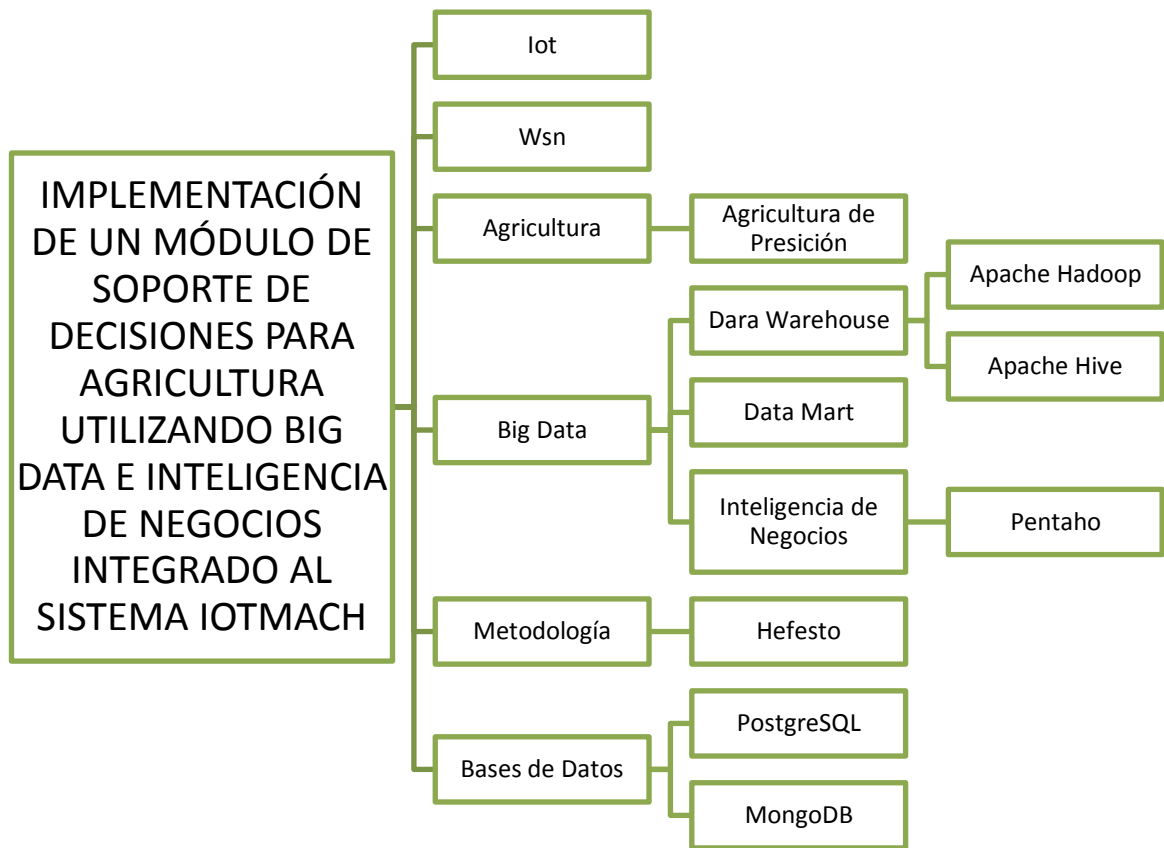 IMPLEMENTACIÓN
DE UN MÓDULO DE
SOPORTE DE
DECISIONES PARA
AGRICULTURA
UTILIZANDO BIG
DATA E INTELIGENCIA
DE NEGOCIOS
INTEGRADO AL
SISTEMA IOTMACH
Iot
Wsn
Agricultura
Agricultura de
Presición
Big Data
Dara Warehouse
Apache Hadoop
Apache Hive
Data Mart
Inteligencia de
Negocios
Pentaho
Metodología
Hefesto
Bases de Datos
PostgreSQL
MongoDB